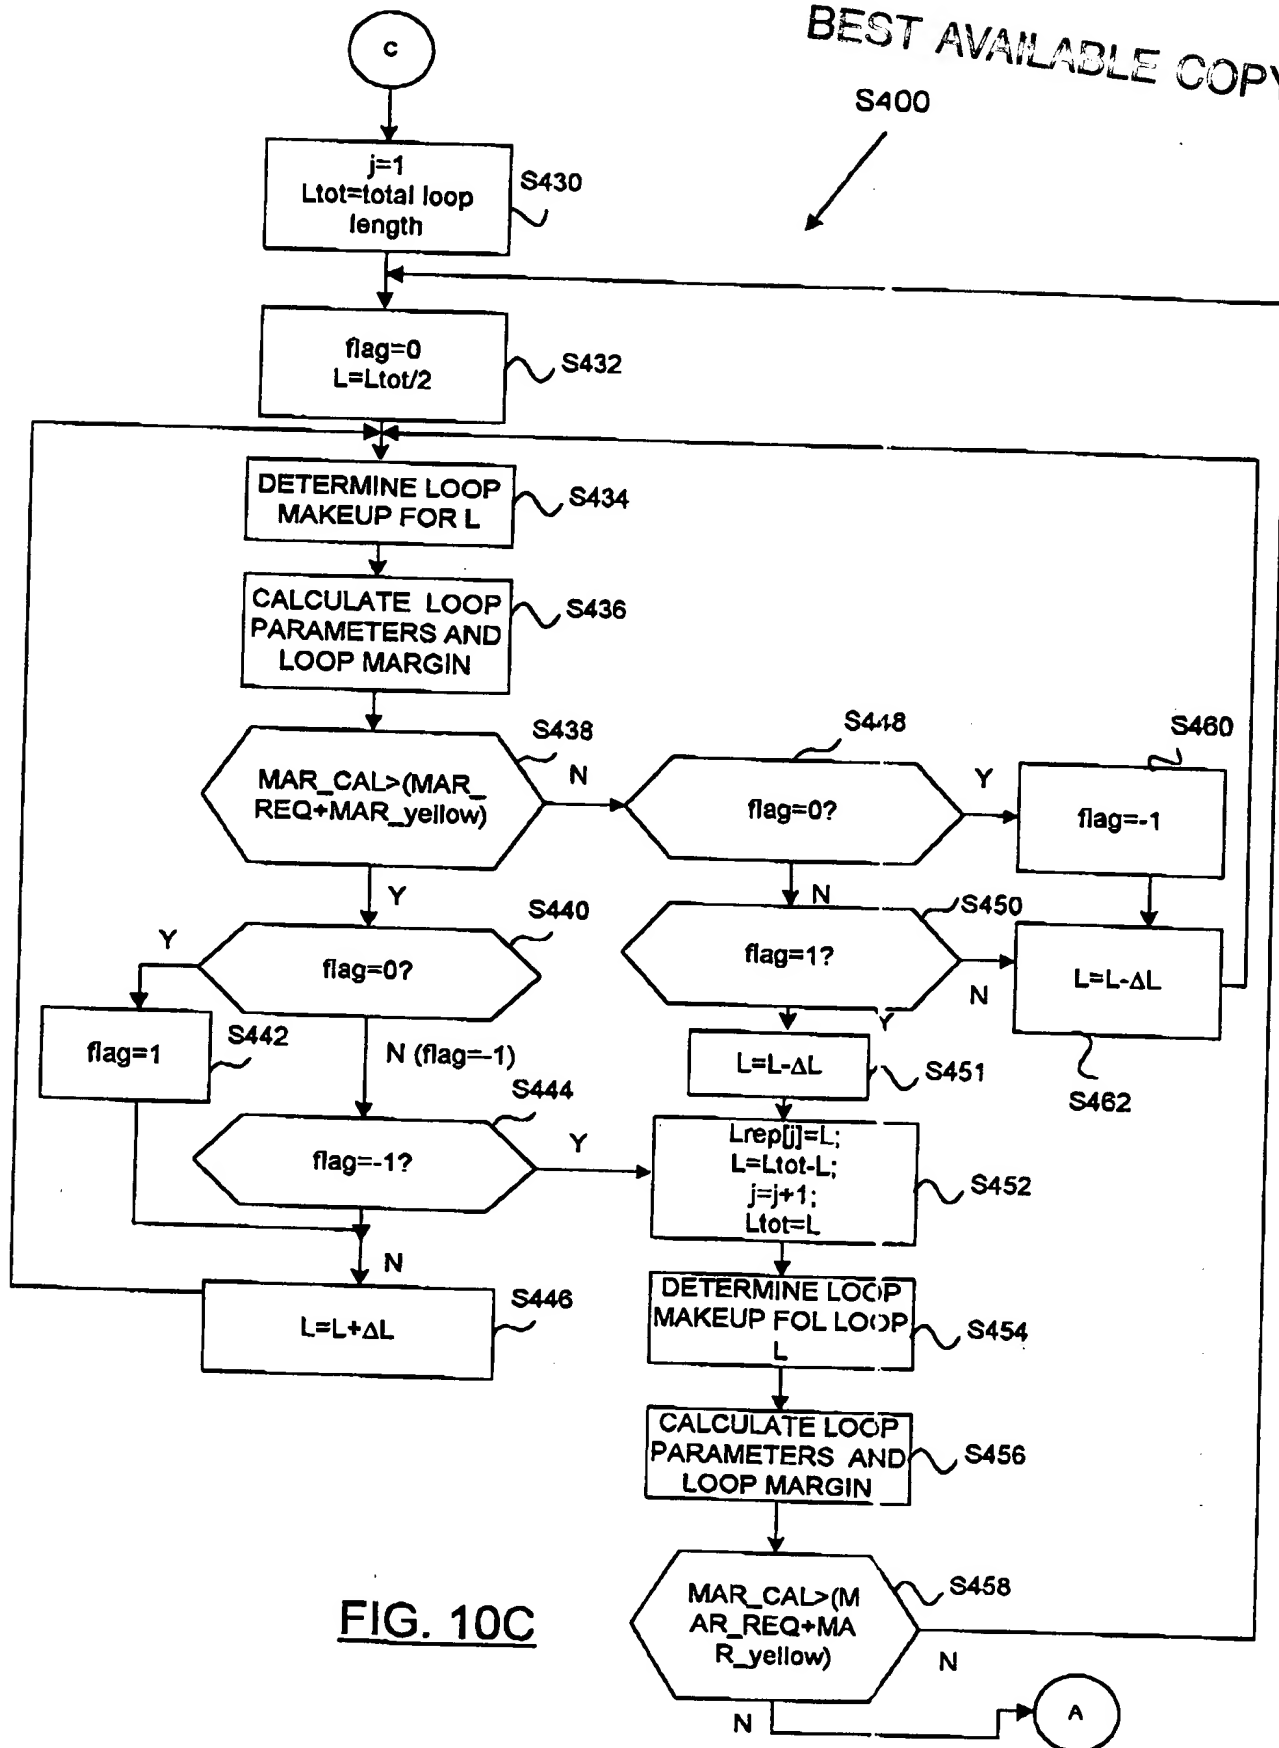 C
BEST AVAILABLE COPY
S400
j=1
Ltot=total loop
length
S430
flag=0
L=Ltot/2
S432
DETERMINE LOOP
MAKEUP FOR L
S434
CALCULATE LOOP
PARAMETERS AND
LOOP MARGIN
S436
MAR_CAL>(MAR_
REQ+MAR_yellow)
S438
N
Y
flag=0?
S448
Y
N
flag=-1
S460
flag=0?
S440
Y
N (flag=-1)
flag=1?
S450
N
Y
L=L-ΔL
S462
flag=1
S442
L=L-ΔL
S451
flag=-1?
S444
Y
N
Lrep[j]=L;
L=Ltot-L;
j=j+1;
Ltot=L
S452
L=L+ΔL
S446
DETERMINE LOOP
MAKEUP FOL LOOP
L
S454
CALCULATE LOOP
PARAMETERS AND
LOOP MARGIN
S456
MAR_CAL>(M
AR_REQ+MA
R_yellow)
S458
N
N
A
FIG. 10C